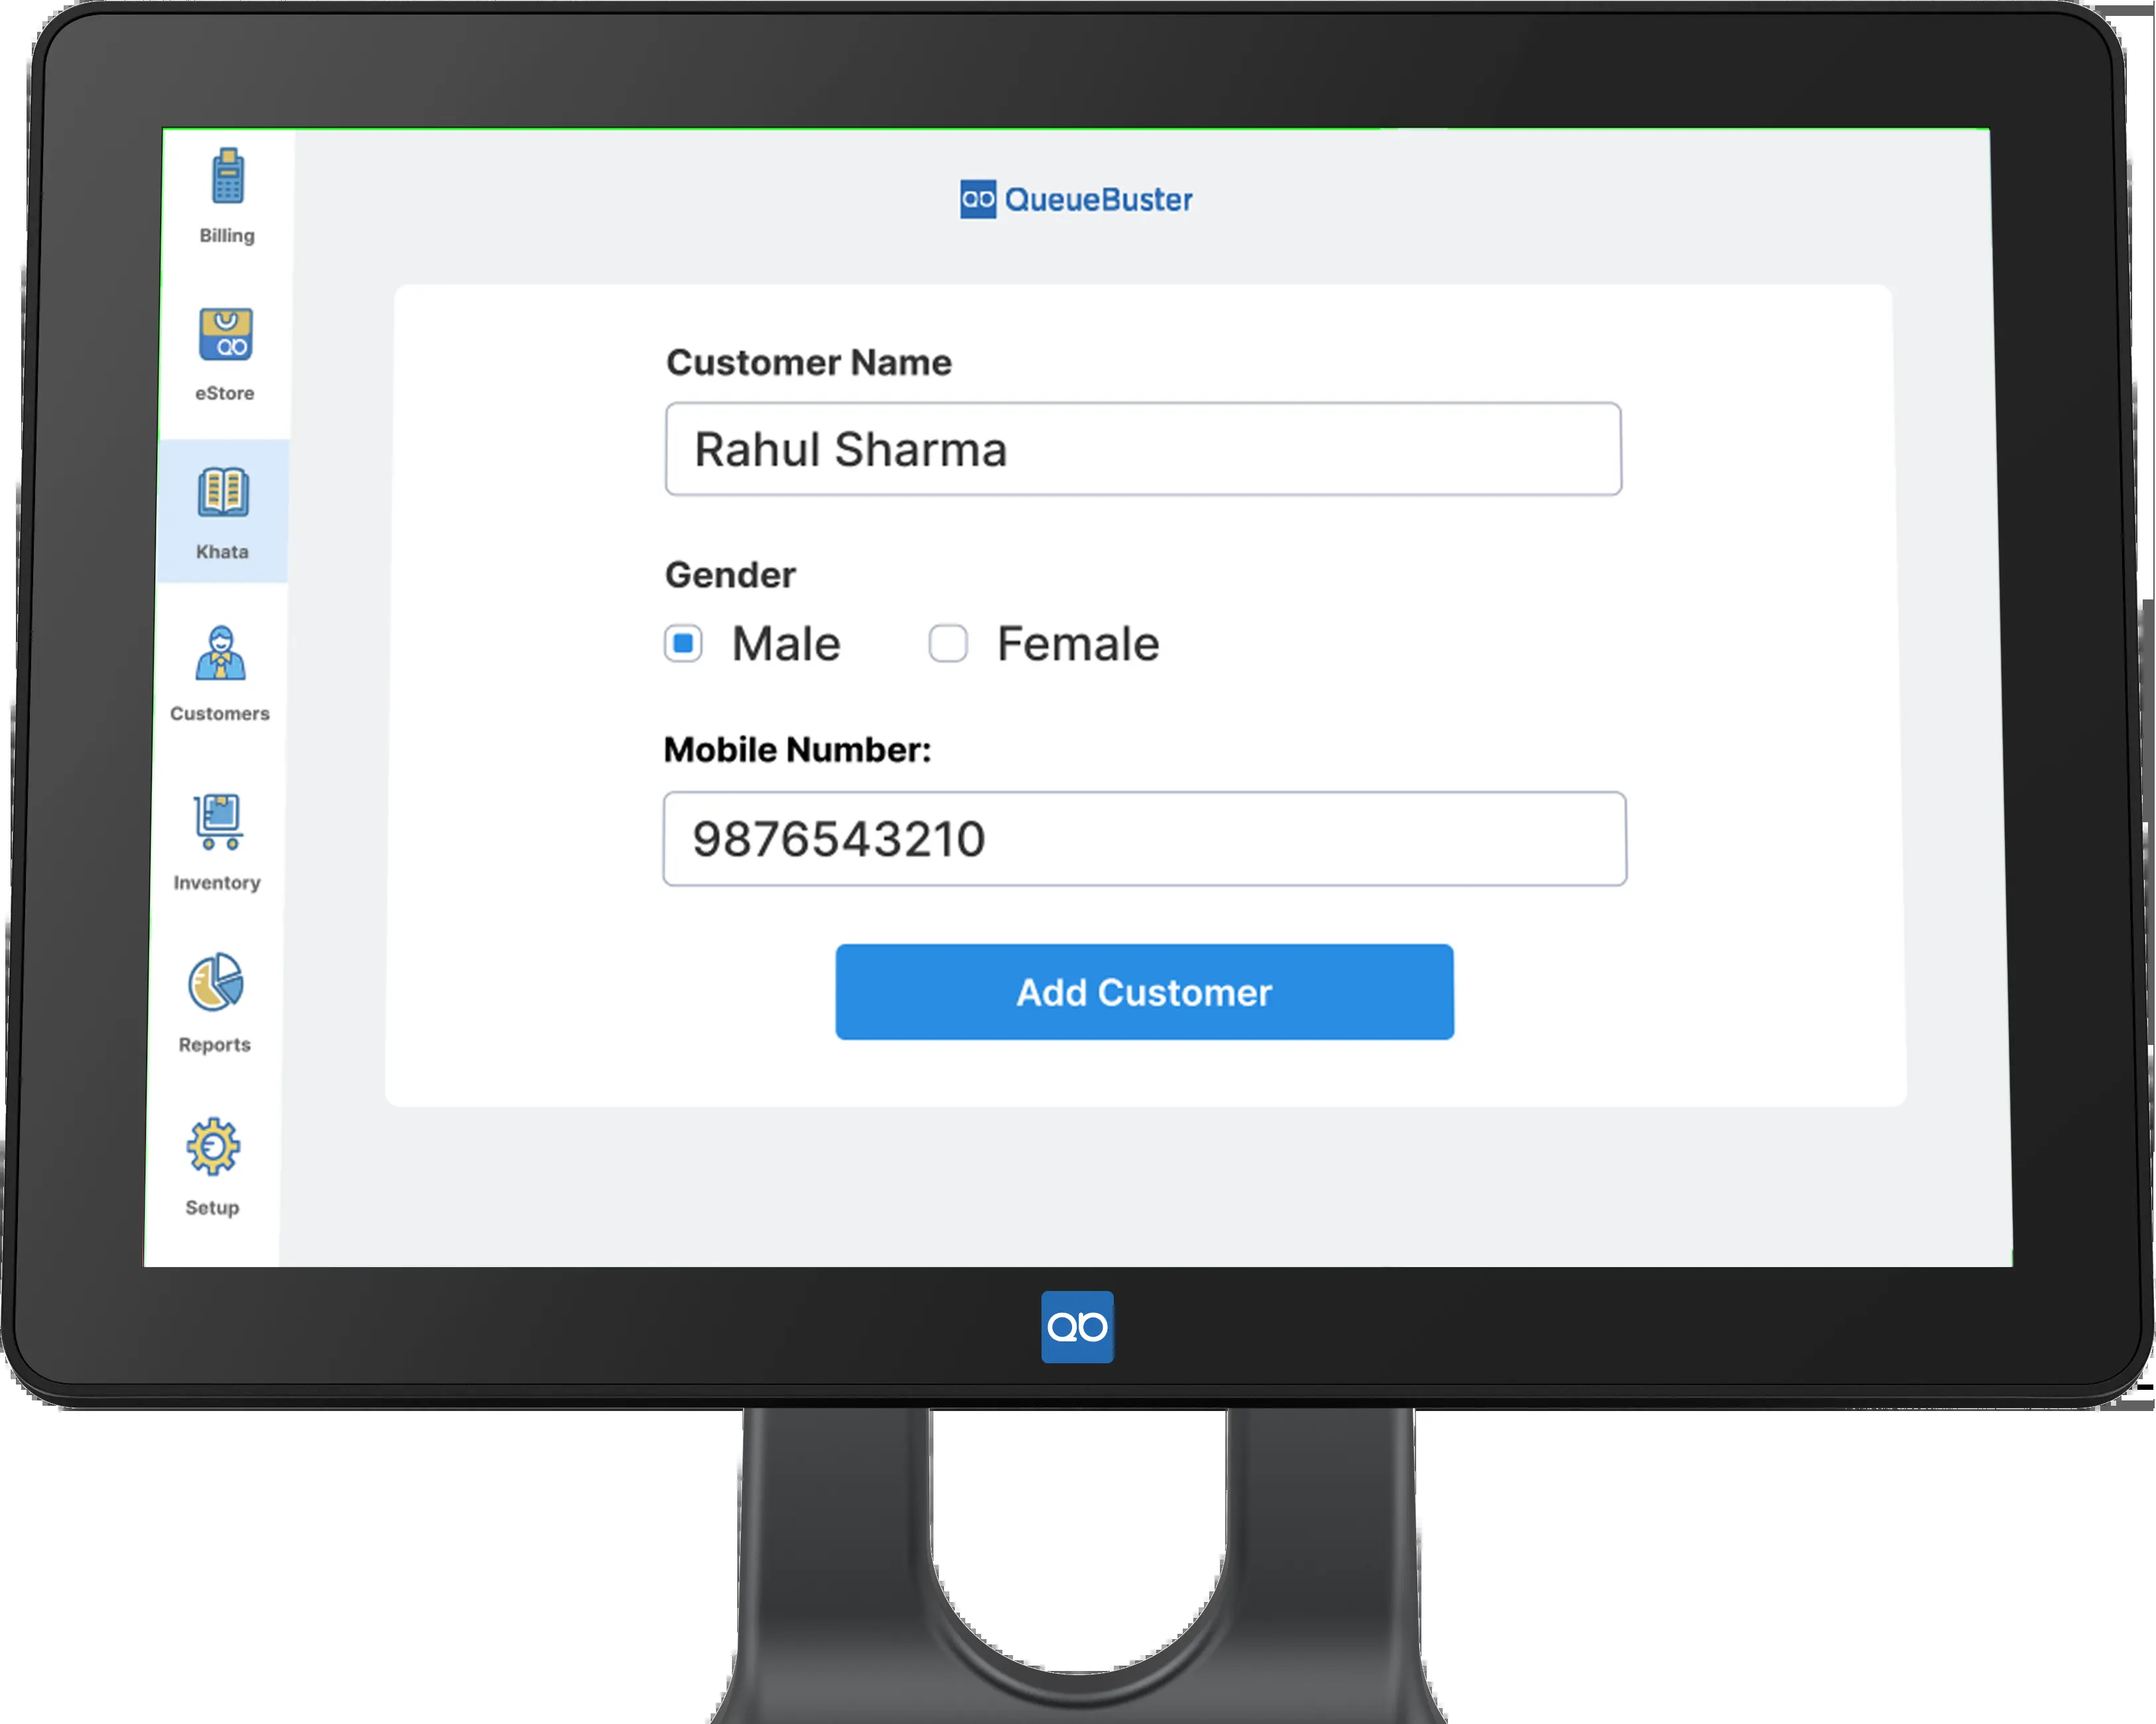 QueueBuster
Billing
eStore
Khata
Customers
Inventory
Reports
Setup
Customer Name
Rahul Sharma
Gender
Male Female
Mobile Number:
9876543210
Add Customer